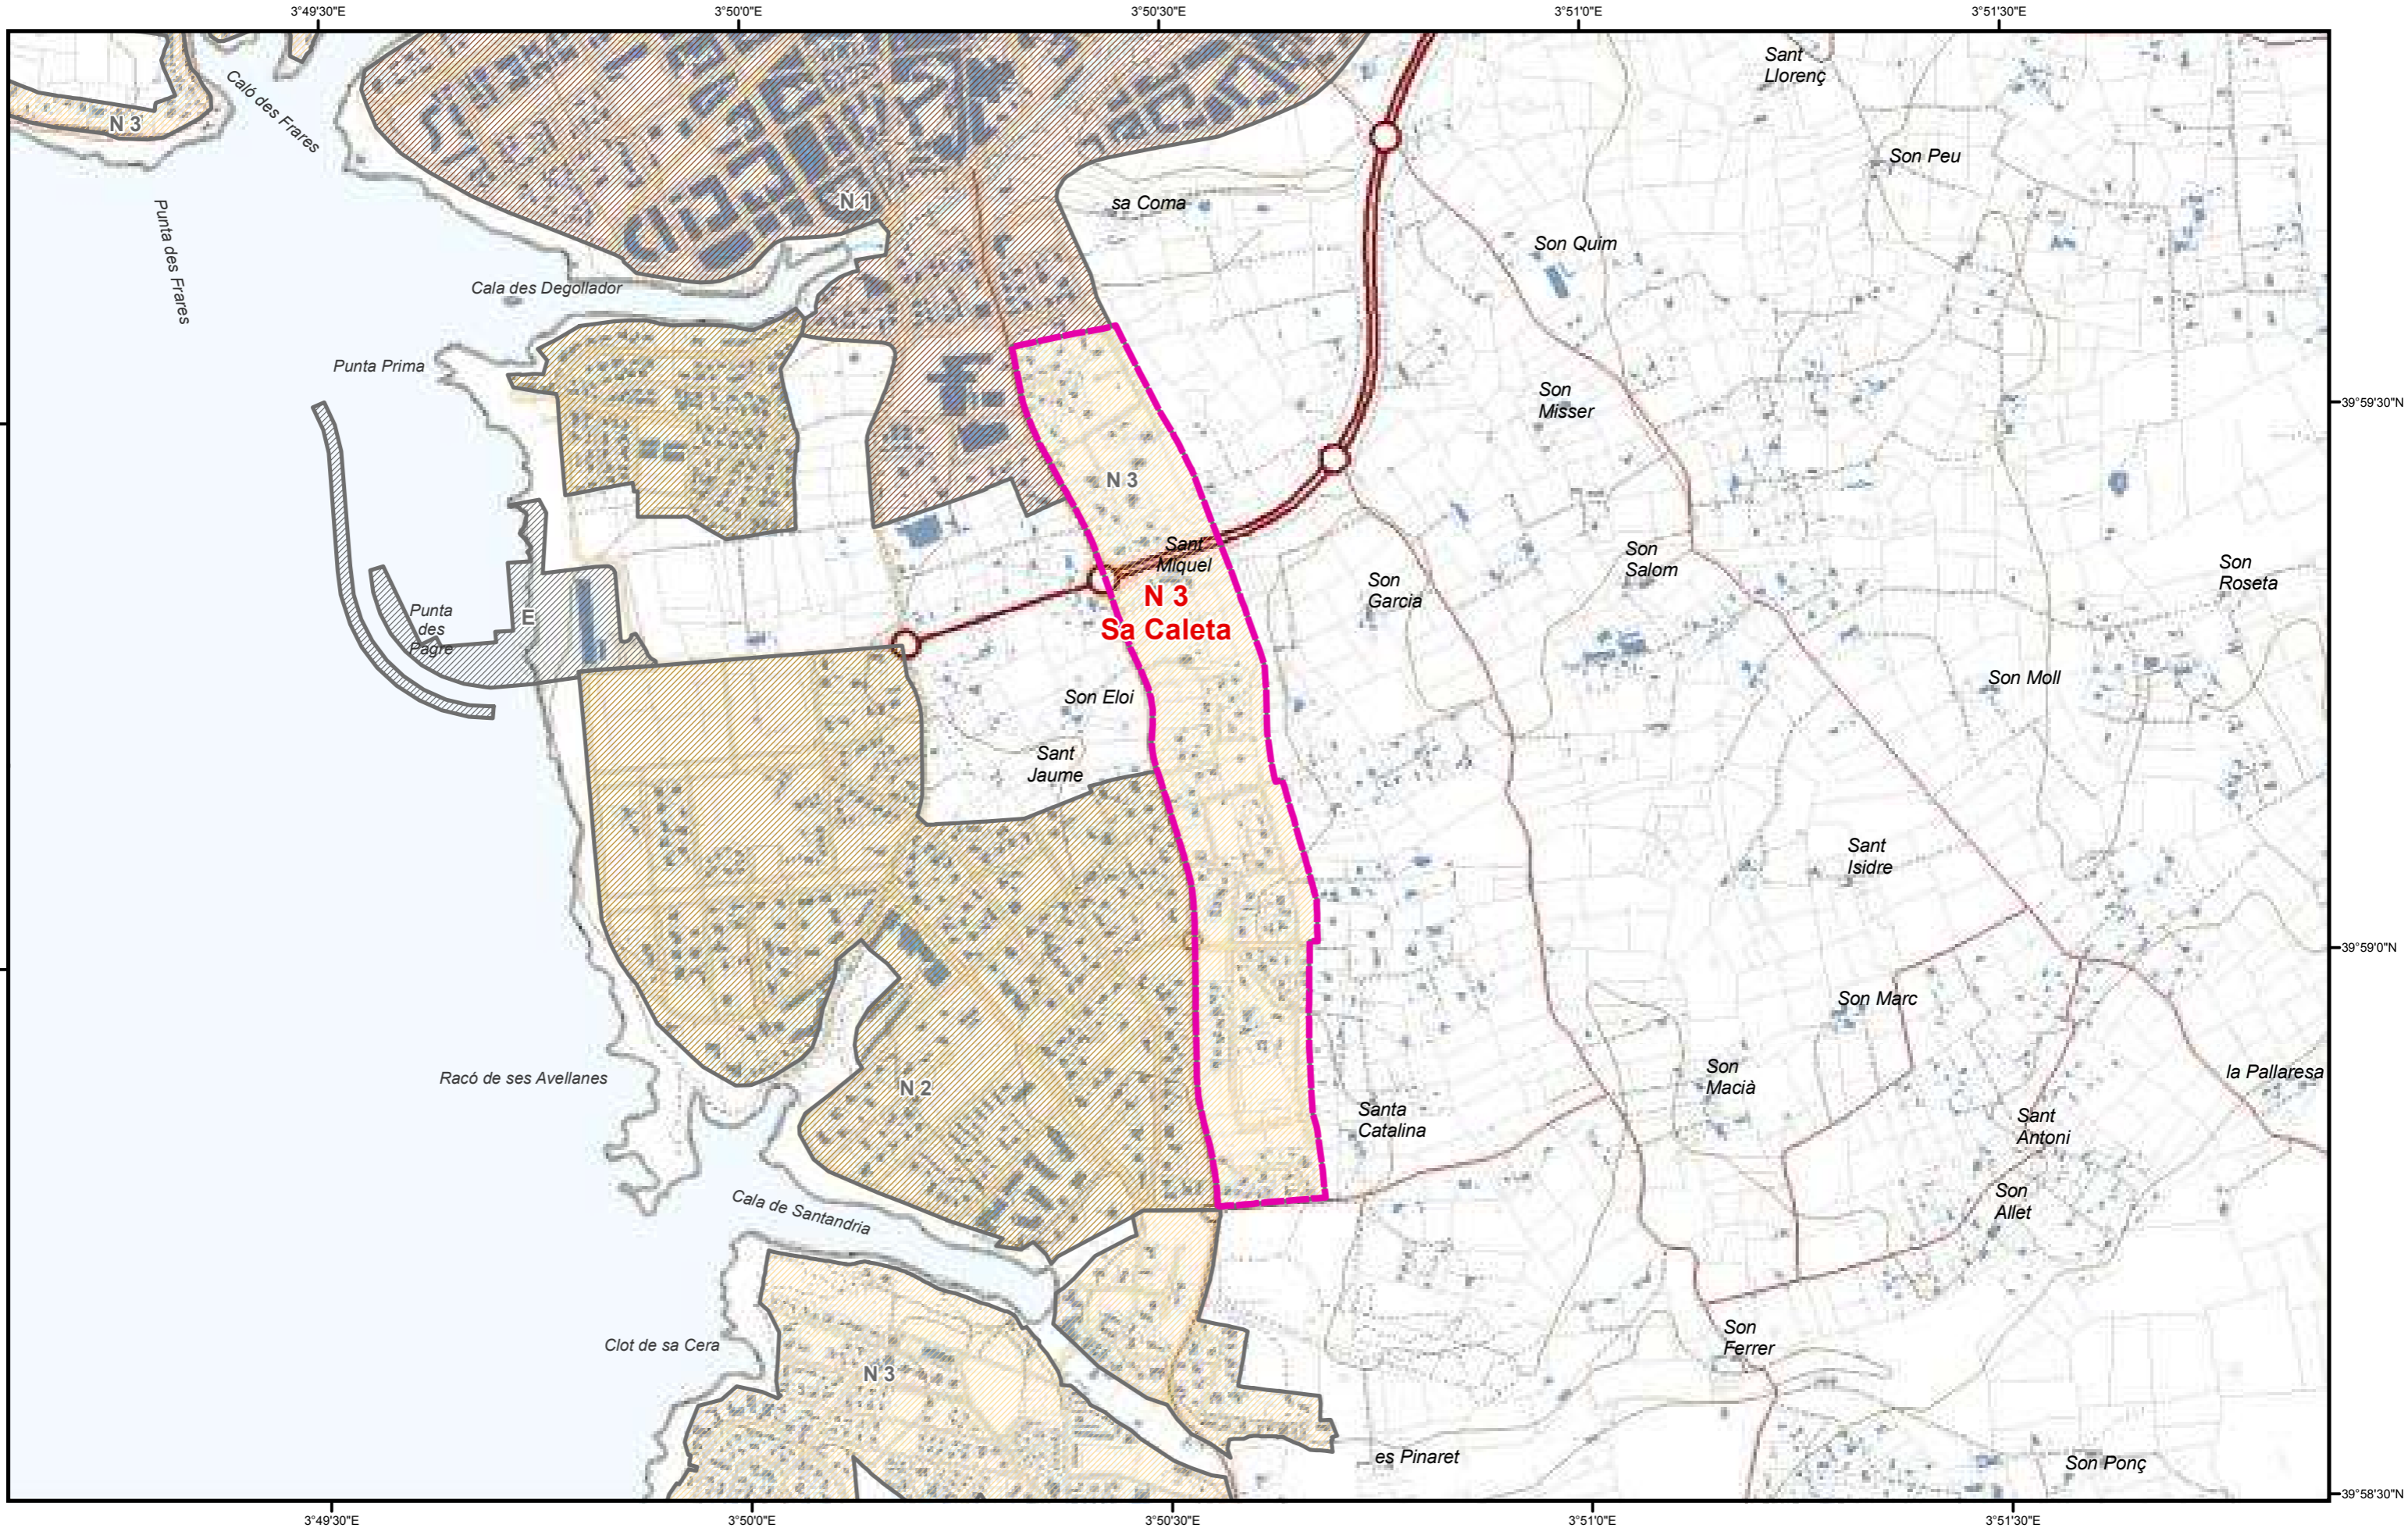 3°49'30"E
3°50'0"E
3°50'30"E
3°51'0"E
3°51'30"E
Sant
Llorenç
Caló des Frares
N 3
Son Peu
N 1
sa Coma
Punta des Frares
Son Quim
Cala des Degollador
Punta Prima
Son
Misser
39°59'30"N
N 3
Sant
Miquel
Son
Salom
Son
Roseta
Son
Garcia
N 3
Sa Caleta
Punta
des
Pagre
E
Son Moll
Son Eloi
Sant
Jaume
Sant
Isidre
39°59'0"N
Son Marc
Racó de ses Avellanes
N 2
Son
Macià
la Pallaresa
Santa
Catalina
Sant
Antoni
Son
Allet
Cala de Santandria
Son
Ferrer
Clot de sa Cera
N 3
es Pinaret
Son Ponç
39°58'30"N
3°49'30"E
3°50'0"E
3°50'30"E
3°51'0"E
3°51'30"E